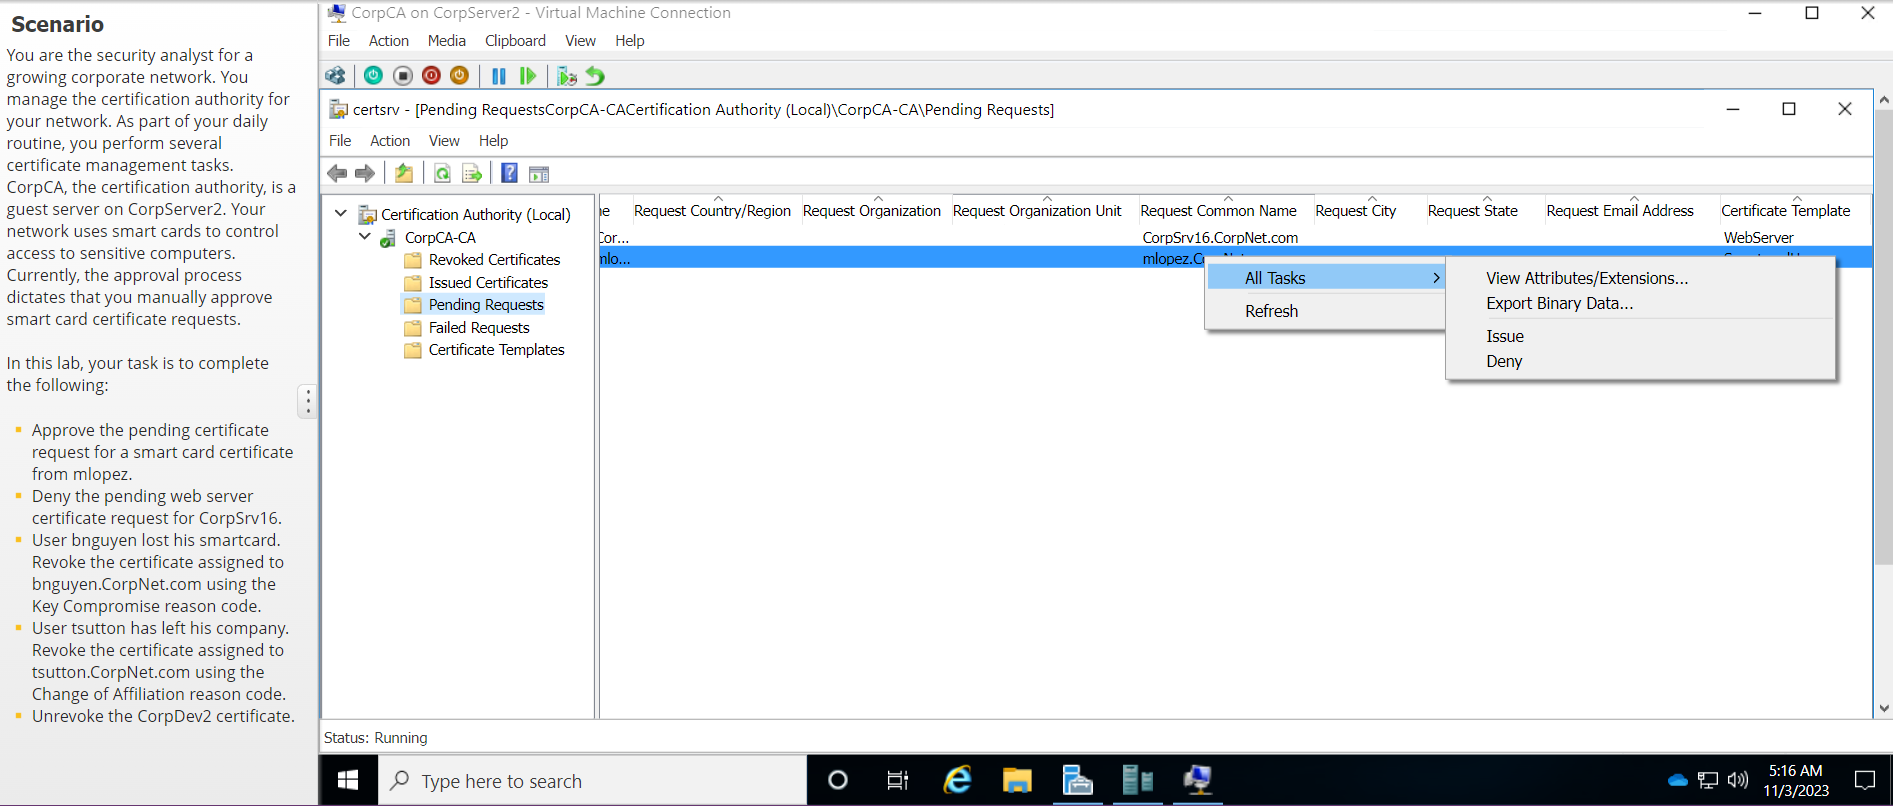 Scenario
You are the security analyst for a
growing corporate network. You
manage the certification authority for
your network. As part of your daily
routine, you perform several
certificate management tasks.
CorpCA, the certification authority, is a
guest server on CorpServer2. Your
network uses smart cards to control
access to sensitive computers.
Currently, the approval process
dictates that you manually approve
smart card certificate requests.
In this lab, your task is to complete
the following:
Approve the pending certificate
request for a smart card certificate
from mlopez.
Deny the pending web server
certificate request for CorpSrv16.
User bnguyen lost his smartcard.
Revoke the certificate assigned to
bnguyen.CorpNet.com using the
Key Compromise reason code.
User tsutton has left his company.
Revoke the certificate assigned to
tsutton.CorpNet.com using the
Change of Affiliation reason code.
Unrevoke the CorpDev2 certificate.
CorpCA on CorpServer2 - Virtual Machine Connection
File Action Media Clipboard View Help
certsrv - [Pending RequestsCorpCA-CACertification Authority (Local)\CorpCA-CA\Pending Requests]
File Action View Help
Certification Authority (Local)
CorpCA-CA
Revoked Certificates
Issued Certificates
Pending Requests
Failed Requests
Certificate Templates
Request Country/Region Request Organization Request Organization Unit Request Common Name Request City Request State Request Email Address Certificate Template
Cor... CorpSrv16.CorpNet.com WebServer
mlo... mlopez.
All Tasks
Refresh
View Attributes/Extensions...
Export Binary Data...
Issue
Deny
Status: Running
Type here to search
5:16 AM
11/3/2023